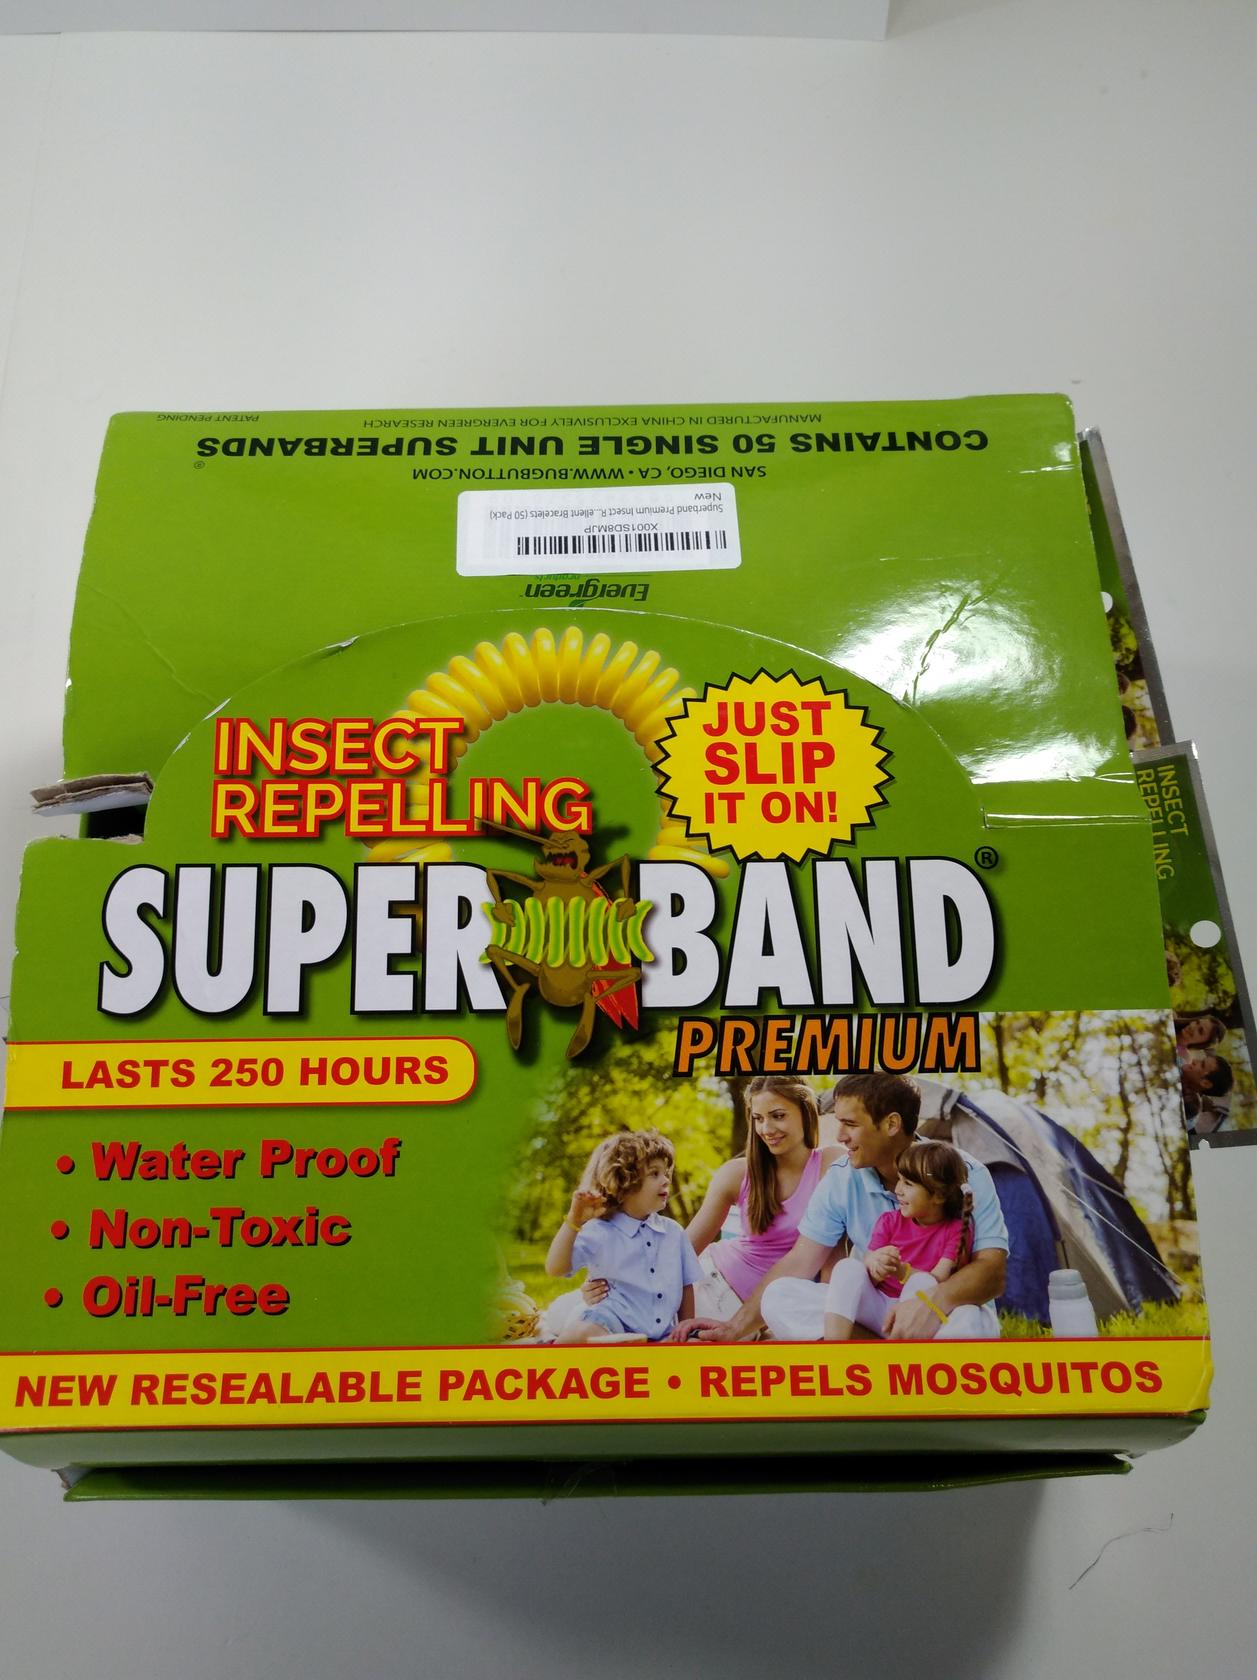 PATENT PENDING
MANUFACTURED IN CHINA EXCLUSIVELY FOR EVERGREEN RESEARCH
CONTAINS 50 SINGLE UNIT SUPERBANDS
®
SAN DIEGO, CA • WWW.BUGBUTTON.COM
New
Superband Premium Insect R...ellent Bracelets (50 Pack)
X001SD8MJP
Evergreen™
products
INSECT
REPELLING
JUST
SLIP
IT ON!
SUPER BAND®
PREMIUM
LASTS 250 HOURS
• Water Proof
• Non-Toxic
• Oil-Free
NEW RESEALABLE PACKAGE • REPELS MOSQUITOS
INSECT
REPELLING